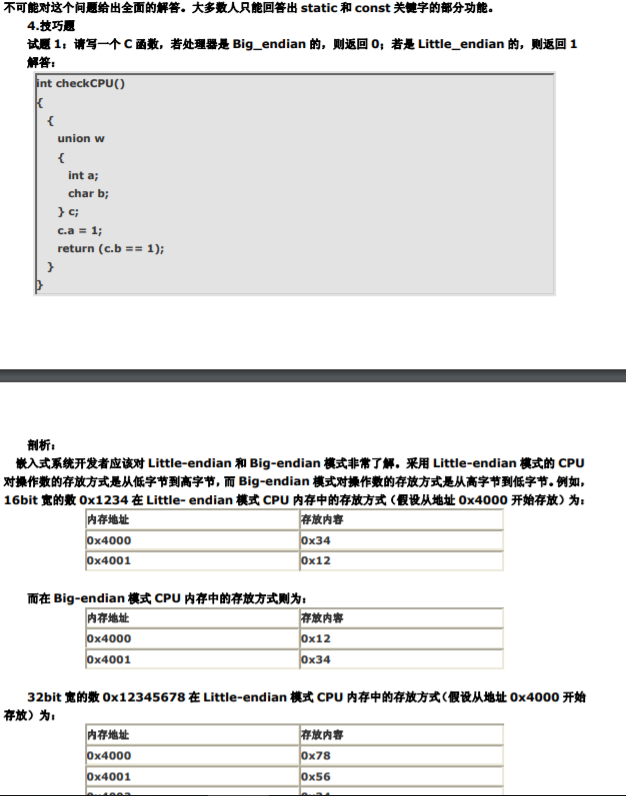 不可能对这个问题给出全面的解答。大多数人只能回答出 static 和 const 关键字的部分功能。
4.技巧题
试题 1：请写一个 C 函数，若处理器是 Big_endian 的，则返回 0；若是 Little_endian 的，则返回 1
解答：
int checkCPU()
{
{
union w
{
int a;
char b;
} c;
c.a = 1;
return (c.b == 1);
}
}
剖析：
嵌入式系统开发者应该对 Little-endian 和 Big-endian 模式非常了解。采用 Little-endian 模式的 CPU
对操作数的存放方式是从低字节到高字节，而 Big-endian 模式对操作数的存放方式是从高字节到低字节。例如，
16bit 宽的数 0x1234 在 Little- endian 模式 CPU 内存中的存放方式（假设从地址 0x4000 开始存放）为：
内存地址 存放内容
0x4000 0x34
0x4001 0x12
而在 Big-endian 模式 CPU 内存中的存放方式则为：
内存地址 存放内容
0x4000 0x12
0x4001 0x34
32bit 宽的数 0x12345678 在 Little-endian 模式 CPU 内存中的存放方式（假设从地址 0x4000 开始
存放）为：
内存地址 存放内容
0x4000 0x78
0x4001 0x56